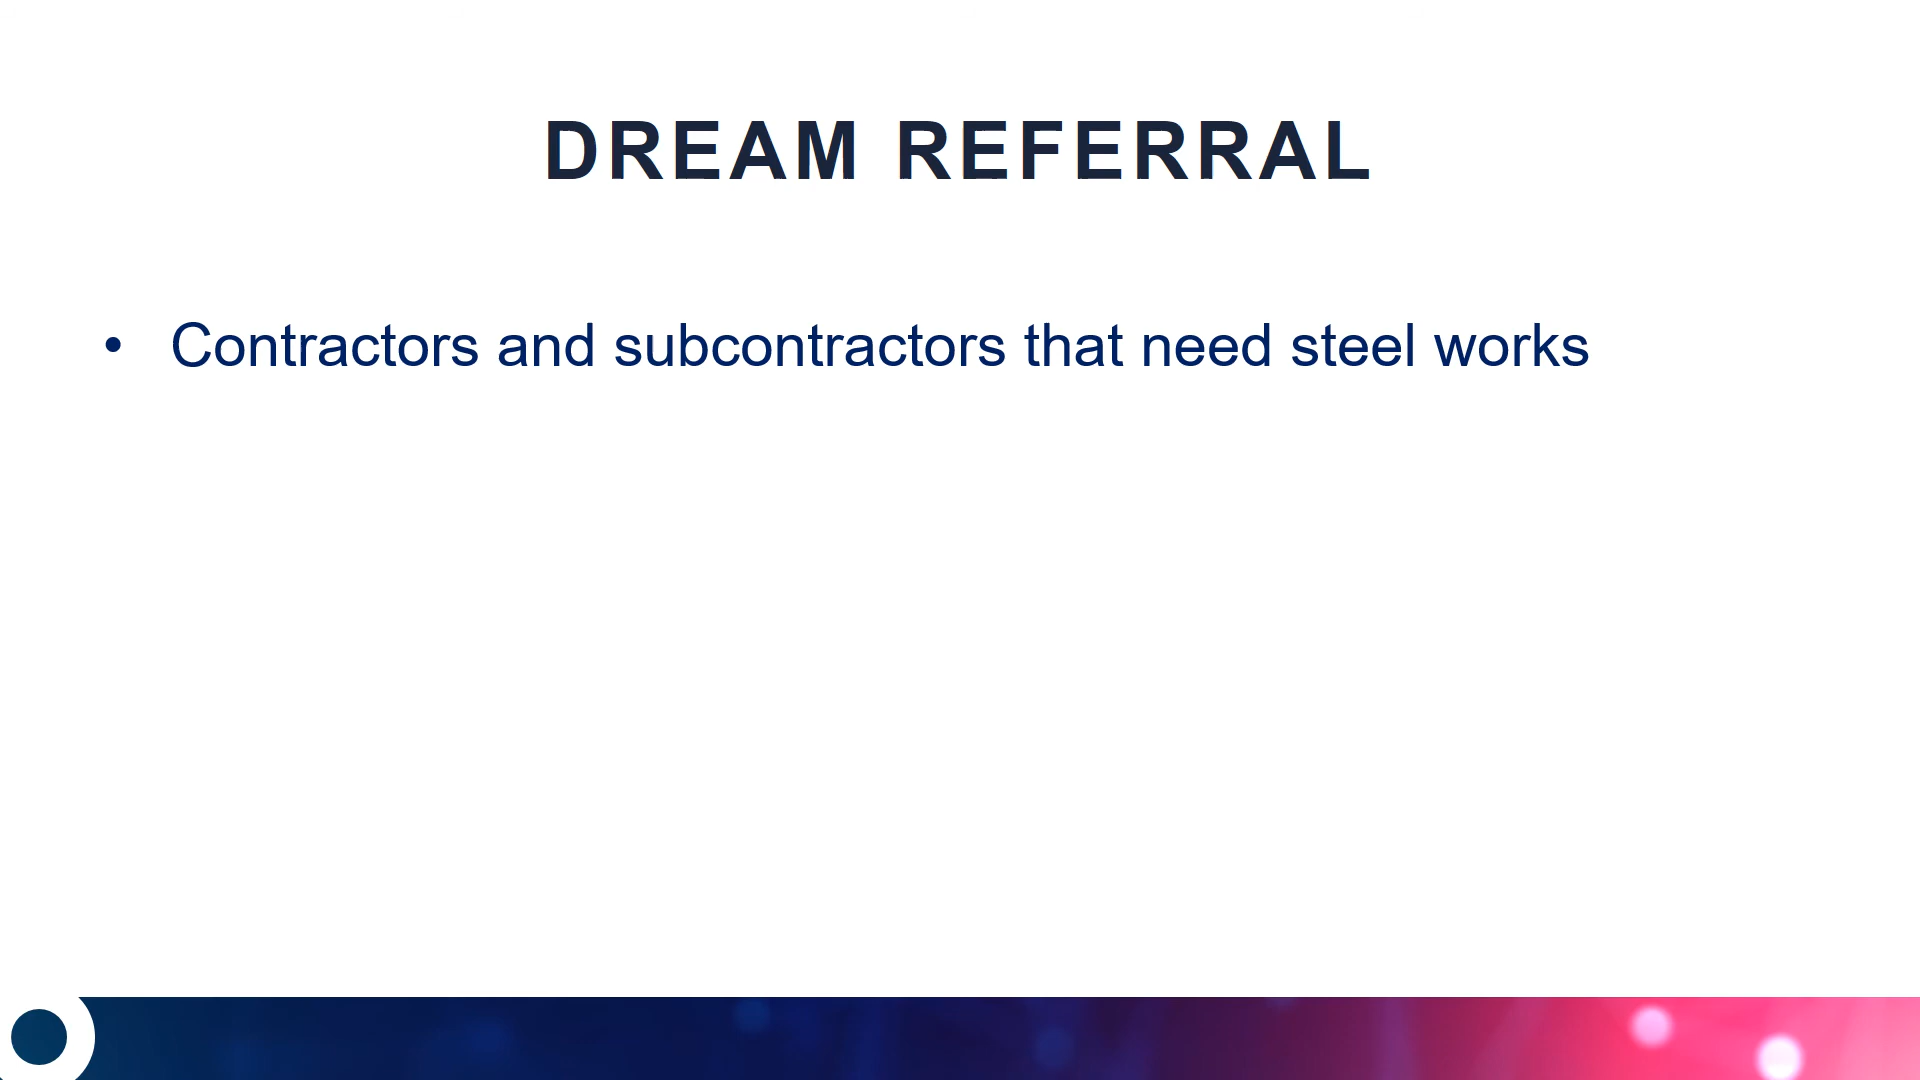 DREAM REFERRAL
• Contractors and subcontractors that need steel works